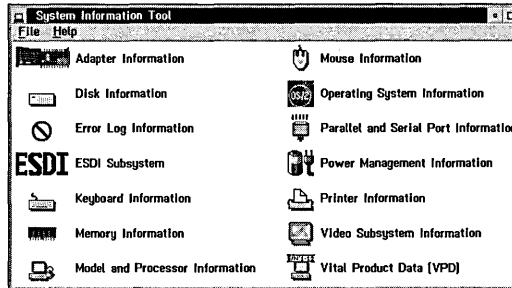 System Information Tool
File Help
Adapter Information
Mouse Information
Disk Information
OS/2
Operating System Information
Error Log Information
Parallel and Serial Port Informatio
ESDI
ESDI Subsystem
Power Management Information
Keyboard Information
Printer Information
Memory Information
Video Subsystem Information
Model and Processor Information
Vital Product Data (VPD)